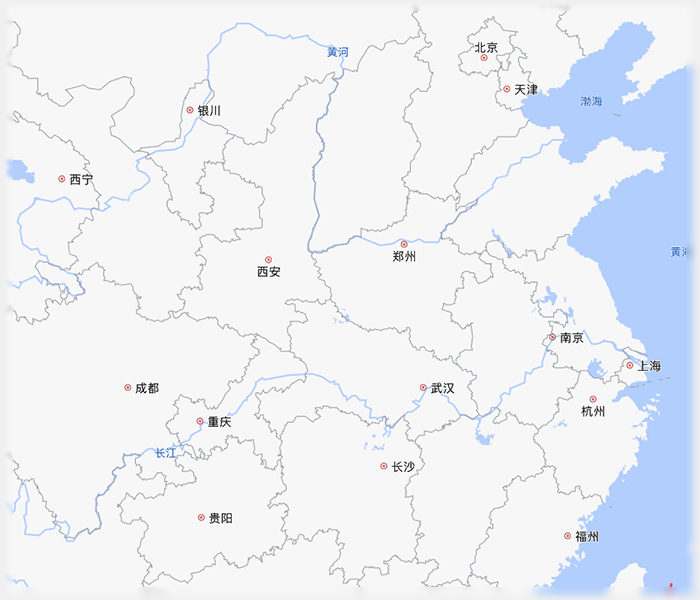 北京
黄河
天津
渤海
银川
西宁
黄
郑州
西安
南京
上海
成都
武汉
杭州
重庆
长江
长沙
贵阳
福州